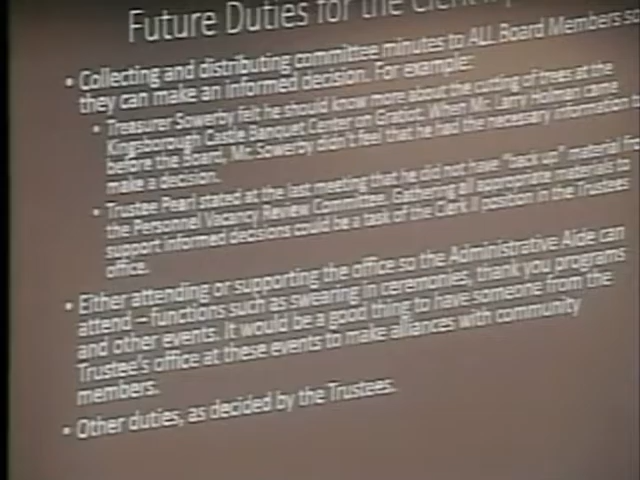 Future Duties for the Clerk
• Collecting and distributing committee minutes to ALL Board Members
they can make an informed decision. For example:
• Treasurer Sowerby felt he should know more about the cutting of trees at the
Kingsborough Castle Banquet Center on Gratiot. When Mr. Larry came
before the Board, Mr. Sowerby didn't feel that he had the necessary information
make a decision.
• Trustee Pearl stated at the last meeting that he did not have "back up" material
the Personnel Vacancy Review Committee. Gathering all appropriate materials to
support informed decisions could be a task of the Clerk II position in the Trustees
office.
• Either attending or supporting the office so the Administrative Aide can
attend – functions such as swearing in ceremonies, thank you programs
and other events. It would be a good thing to have someone from the
Trustee's office at these events to make alliances with community
members.
• Other duties, as decided by the Trustees.